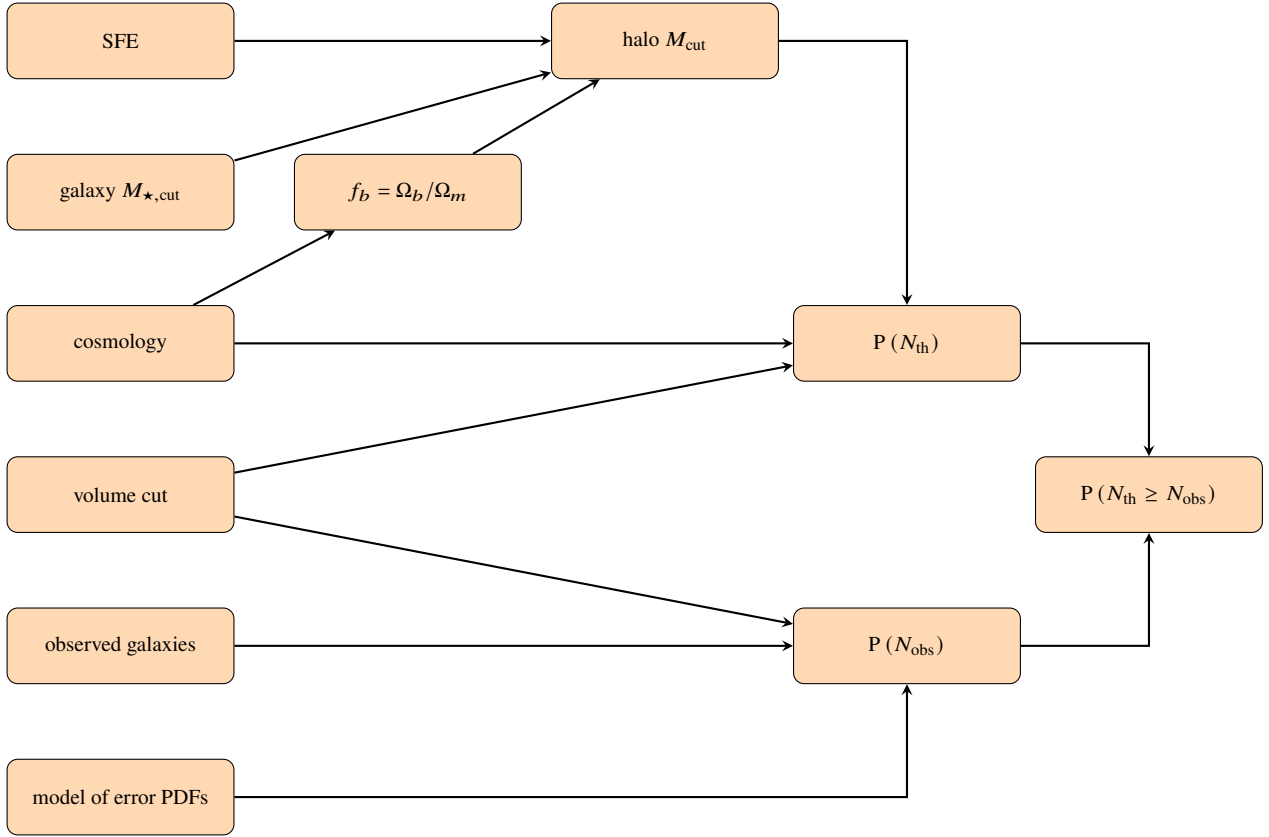 SFE
halo M_cut
galaxy M_★,cut
f_b = Ω_b/Ω_m
cosmology
P (N_th)
volume cut
P (N_th ≥ N_obs)
observed galaxies
P (N_obs)
model of error PDFs